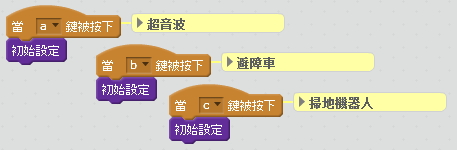 當 a 鍵被按下 超音波
初始設定
當 b 鍵被按下 避障車
初始設定
當 c 鍵被按下 掃地機器人
初始設定